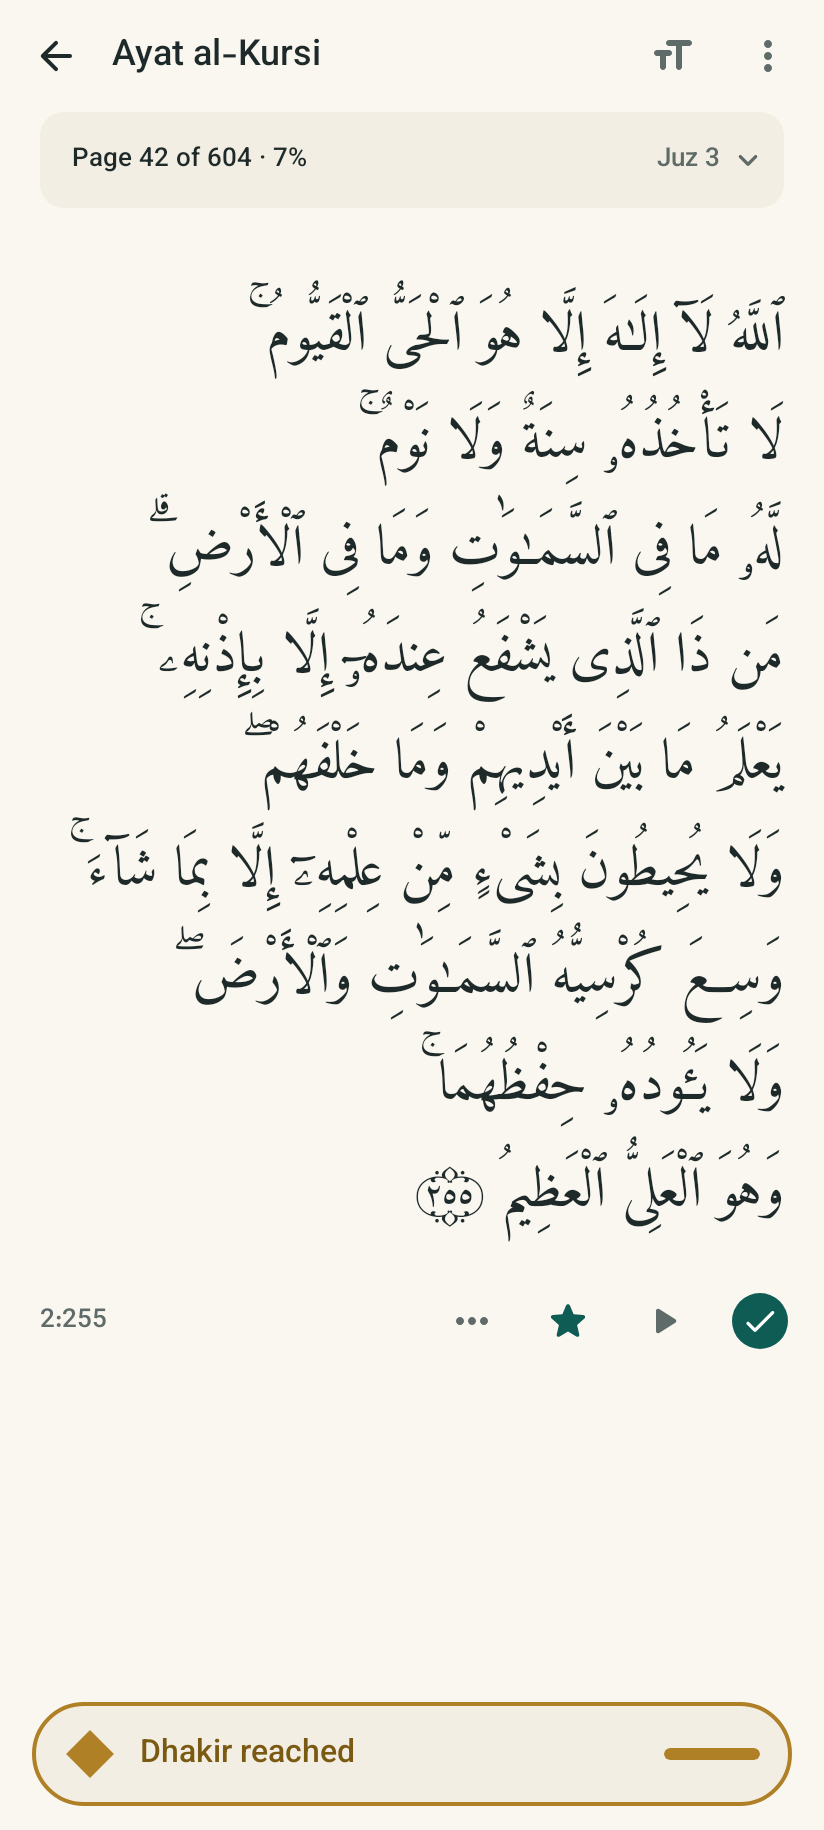 Ayat al-Kursi
Page 42 of 604 · 7%
Juz 3
ٱللَّهُ لَآ إِلَـٰهَ إِلَّا هُوَ ٱلْحَىُّ ٱلْقَيُّومُ ۚ
لَا تَأْخُذُهُۥ سِنَةٌ وَلَا نَوْمٌ ۚ
لَّهُۥ مَا فِى ٱلسَّمَـٰوَٰتِ وَمَا فِى ٱلْأَرْضِ ۗ
مَن ذَا ٱلَّذِى يَشْفَعُ عِندَهُۥٓ إِلَّا بِإِذْنِهِۦ ۚ
يَعْلَمُ مَا بَيْنَ أَيْدِيهِمْ وَمَا خَلْفَهُمْ ۖ
وَلَا يُحِيطُونَ بِشَىْءٍ مِّنْ عِلْمِهِۦٓ إِلَّا بِمَا شَآءَ ۚ
وَسِعَ كُرْسِيُّهُ ٱلسَّمَـٰوَٰتِ وَٱلْأَرْضَ ۖ
وَلَا يَـُٔودُهُۥ حِفْظُهُمَا ۚ
وَهُوَ ٱلْعَلِىُّ ٱلْعَظِيمُ ۝٢٥٥
2:255
Dhakir reached